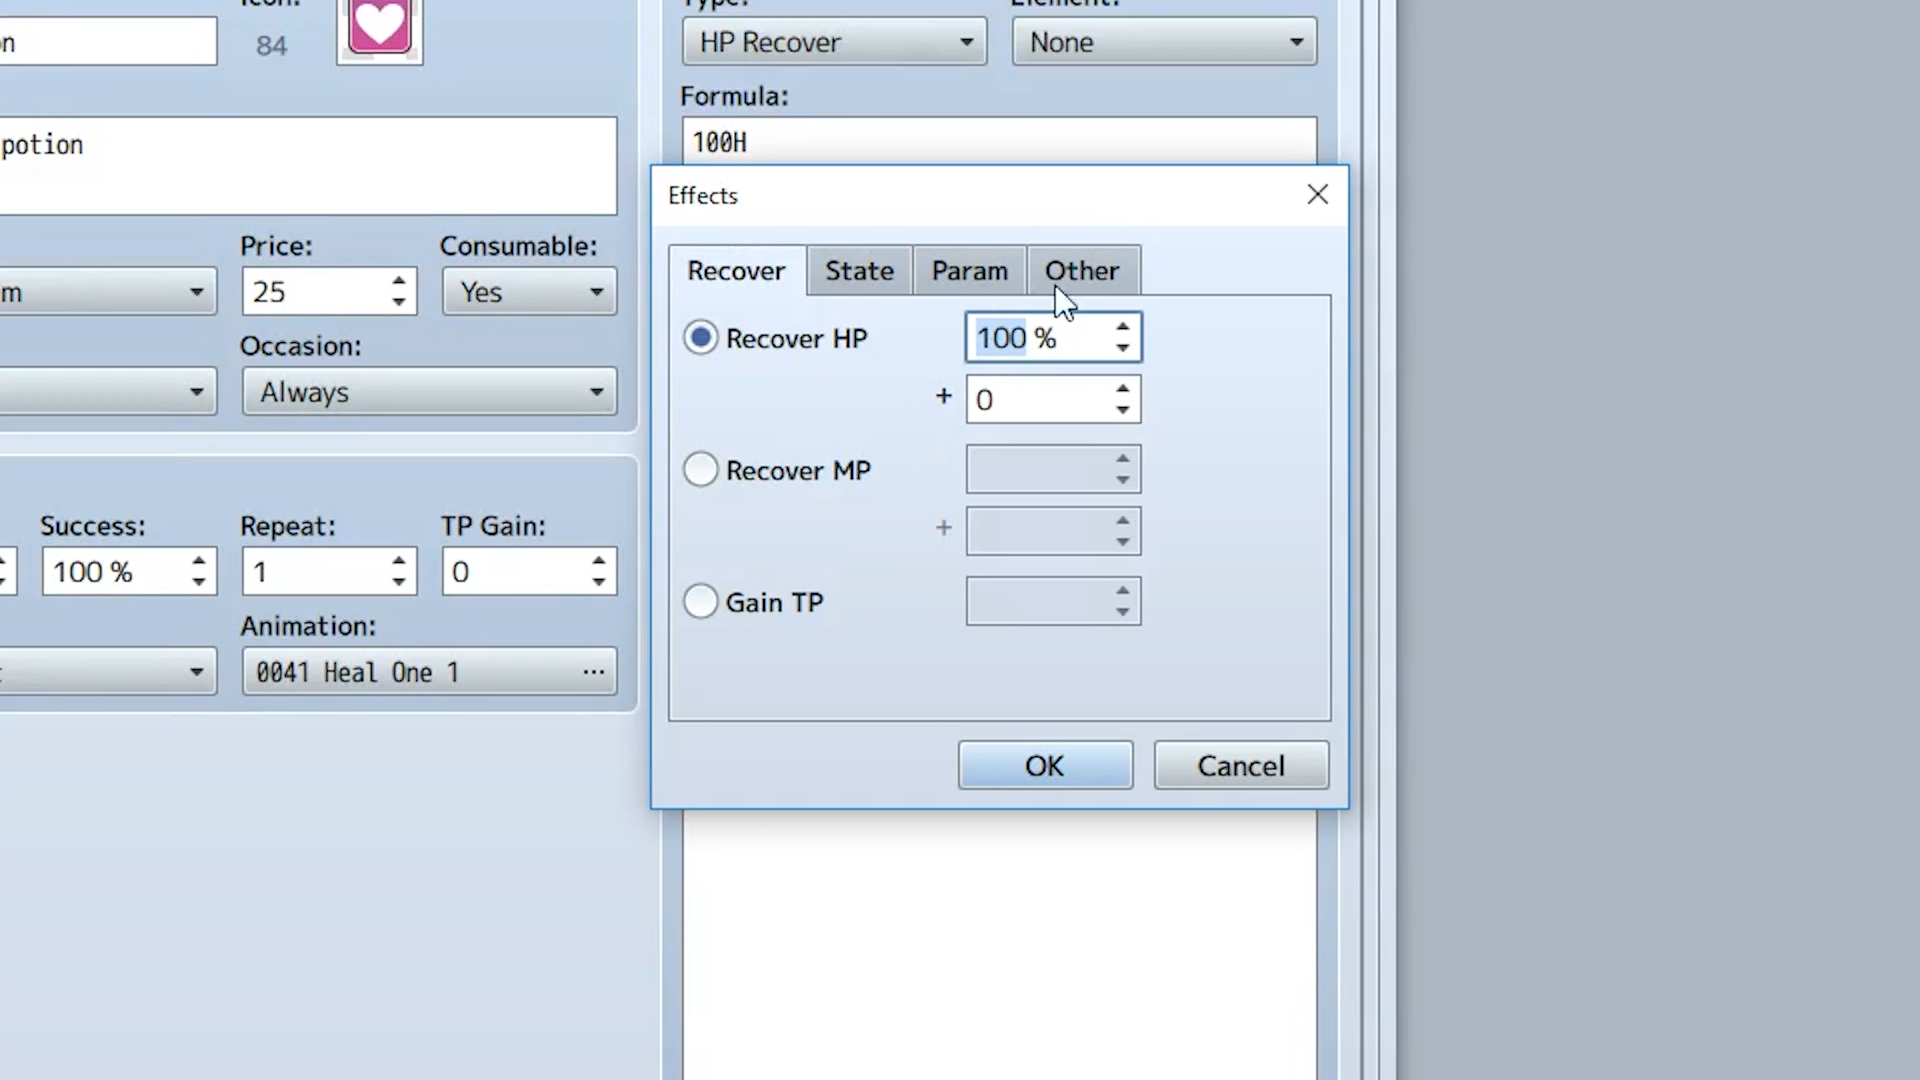 Icon:
n
84
potion
m
Price:
25
Consumable:
Yes
Occasion:
Always
Success:
100 %
Repeat:
1
TP Gain:
0
Animation:
0041 Heal One 1 ...
Type:
HP Recover
Element:
None
Formula:
100H
Effects
Recover State Param Other
Recover HP 100 %
+ 0
Recover MP
+
Gain TP
OK Cancel